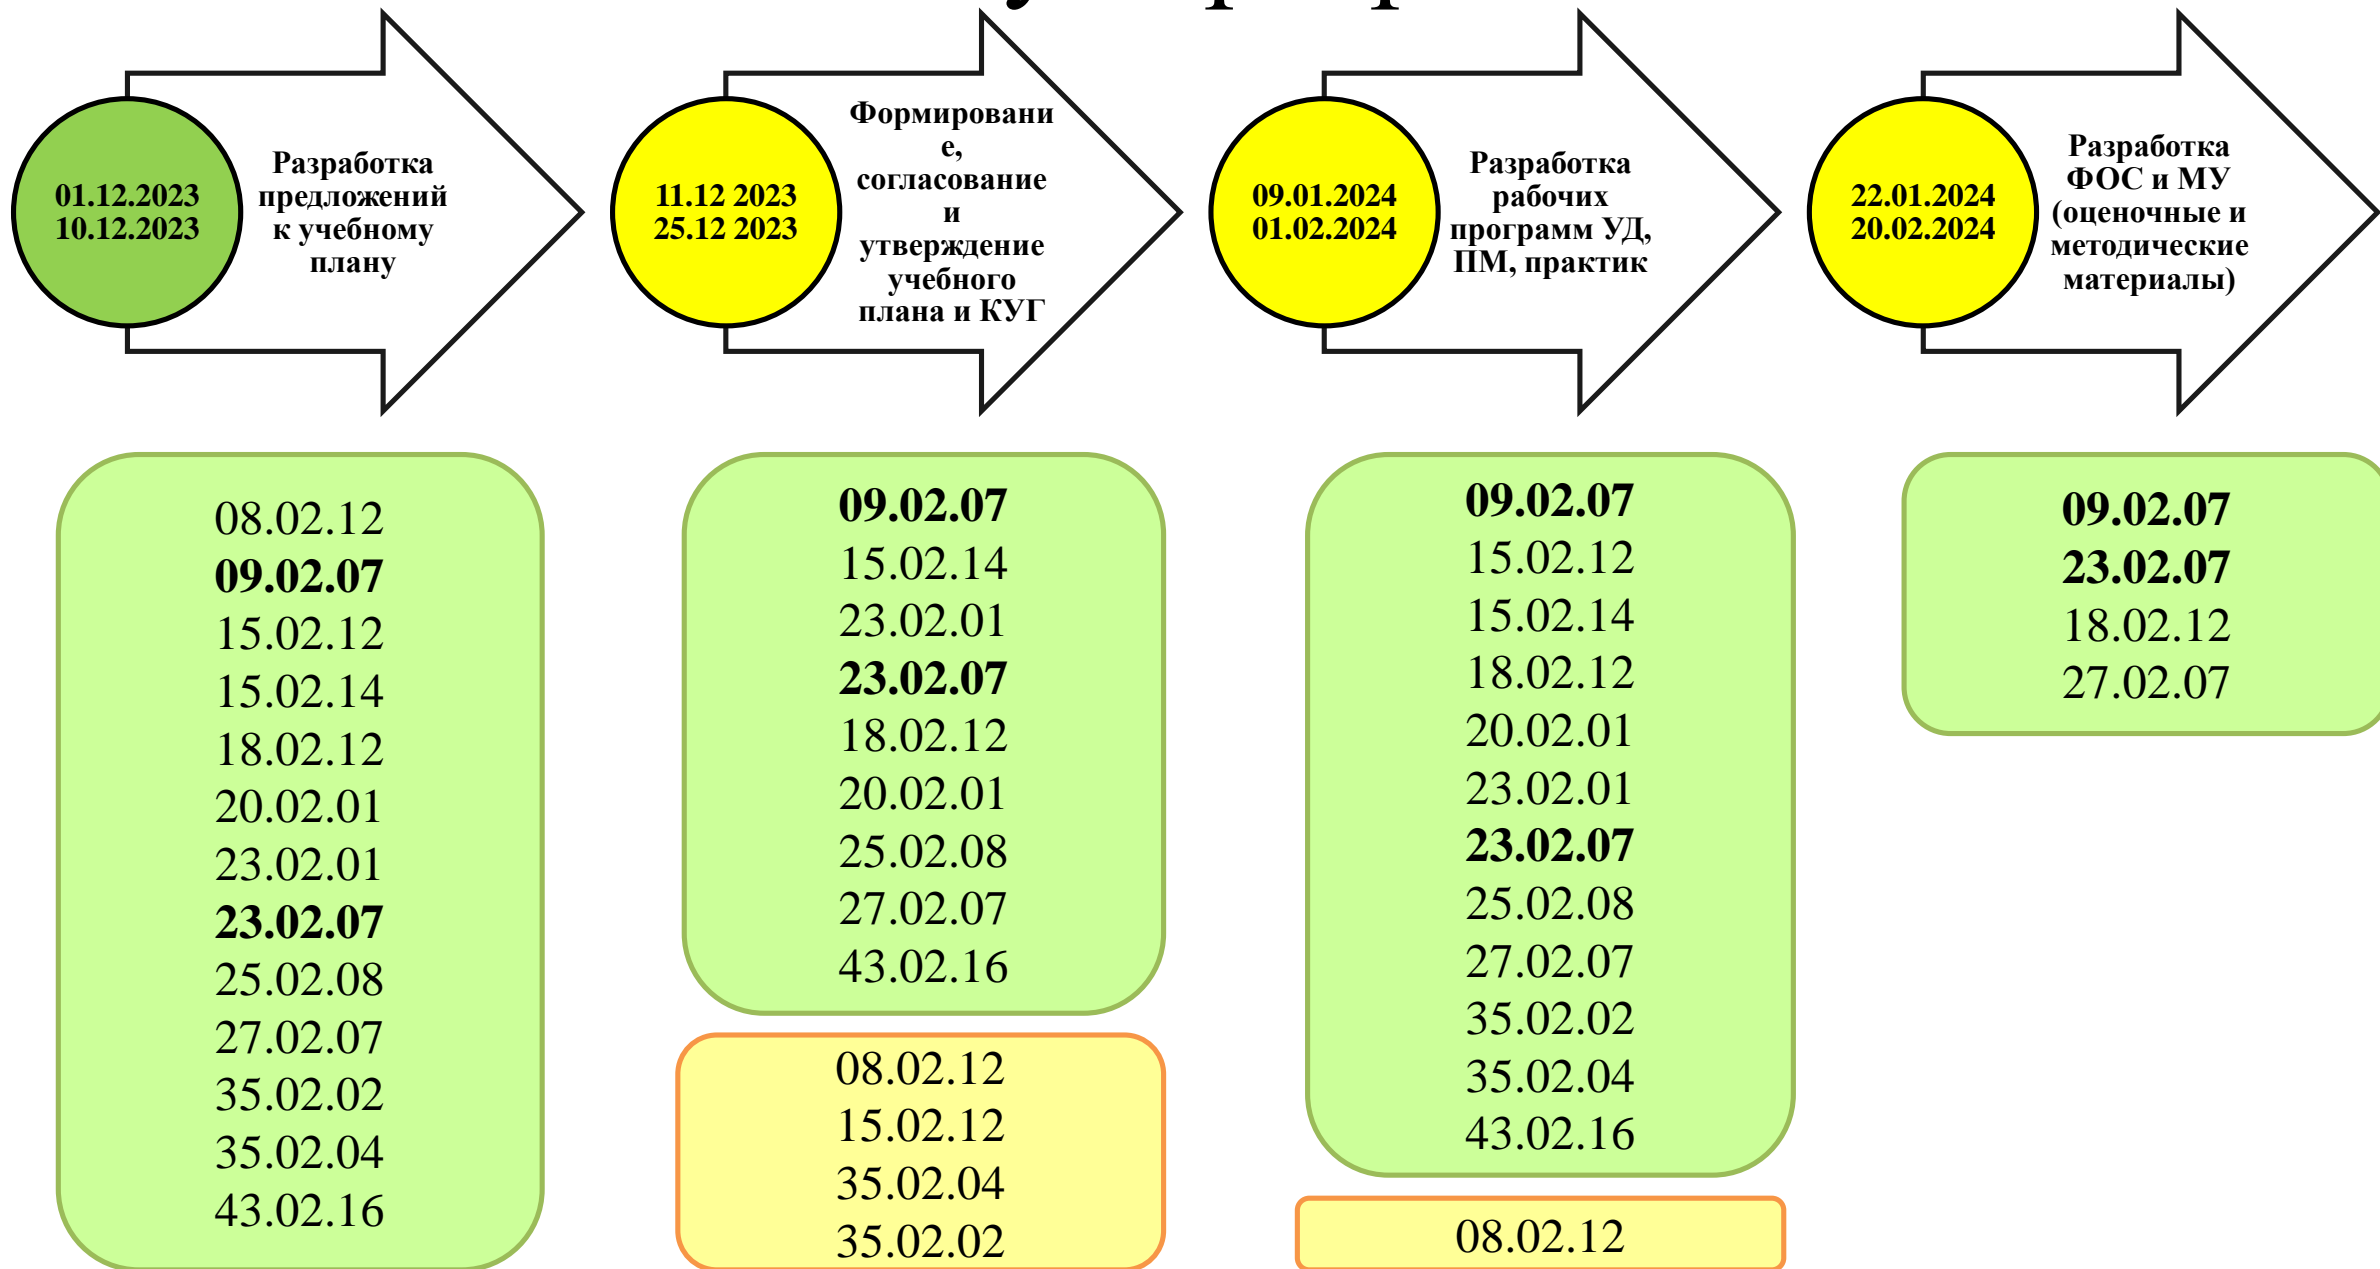 01.12.2023
10.12.2023
Разработка
предложений
к учебному
плану
11.12 2023
25.12 2023
Формировани
е,
согласование
и
утверждение
учебного
плана и КУГ
09.01.2024
01.02.2024
Разработка
рабочих
программ УД,
ПМ, практик
22.01.2024
20.02.2024
Разработка
ФОС и МУ
(оценочные и
методические
материалы)
08.02.12
09.02.07
15.02.12
15.02.14
18.02.12
20.02.01
23.02.01
23.02.07
25.02.08
27.02.07
35.02.02
35.02.04
43.02.16
09.02.07
15.02.14
23.02.01
23.02.07
18.02.12
20.02.01
25.02.08
27.02.07
43.02.16
08.02.12
15.02.12
35.02.04
35.02.02
09.02.07
15.02.12
15.02.14
18.02.12
20.02.01
23.02.01
23.02.07
25.02.08
27.02.07
35.02.02
35.02.04
43.02.16
08.02.12
09.02.07
23.02.07
18.02.12
27.02.07